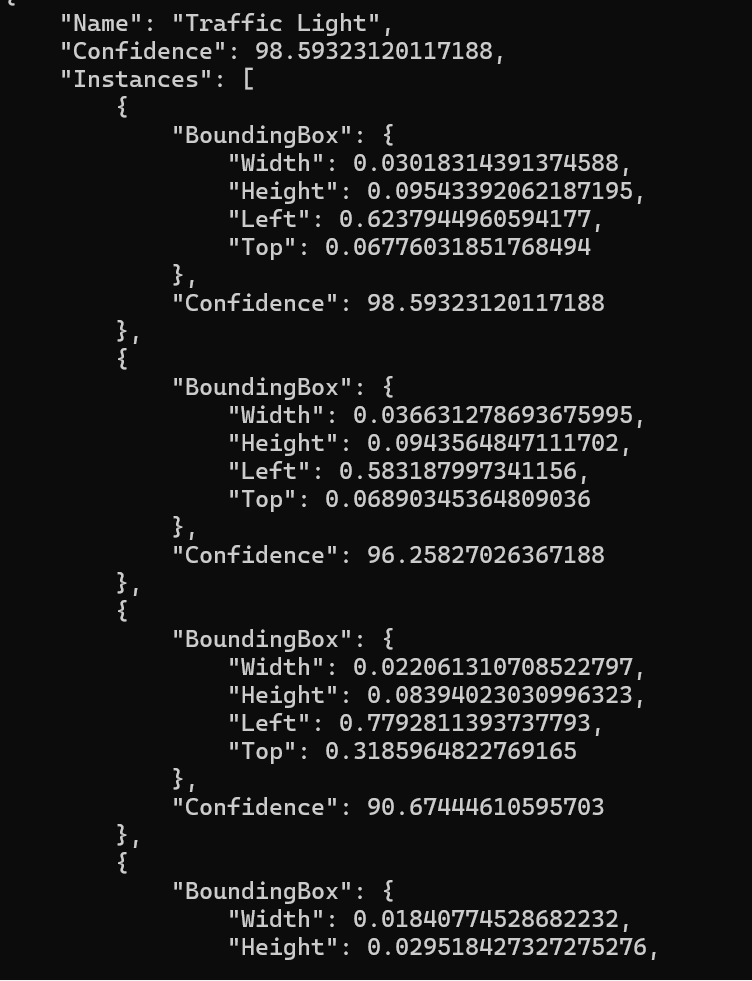 {
"Name": "Traffic Light",
"Confidence": 98.59323120117188,
"Instances": [
{
"BoundingBox": {
"Width": 0.03018314391374588,
"Height": 0.09543392062187195,
"Left": 0.6237944960594177,
"Top": 0.06776031851768494
},
"Confidence": 98.59323120117188
},
{
"BoundingBox": {
"Width": 0.036631278693675995,
"Height": 0.0943564847111702,
"Left": 0.583187997341156,
"Top": 0.06890345364809036
},
"Confidence": 96.25827026367188
},
{
"BoundingBox": {
"Width": 0.022061310708522797,
"Height": 0.08394023030996323,
"Left": 0.7792811393737793,
"Top": 0.3185964822769165
},
"Confidence": 90.67444610595703
},
{
"BoundingBox": {
"Width": 0.01840774528682232,
"Height": 0.029518427327275276,